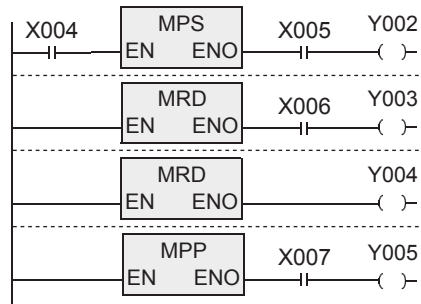 X004 MPS X005 Y002
EN ENO
MRD X006 Y003
EN ENO
MRD Y004
EN ENO
MPP X007 Y005
EN ENO